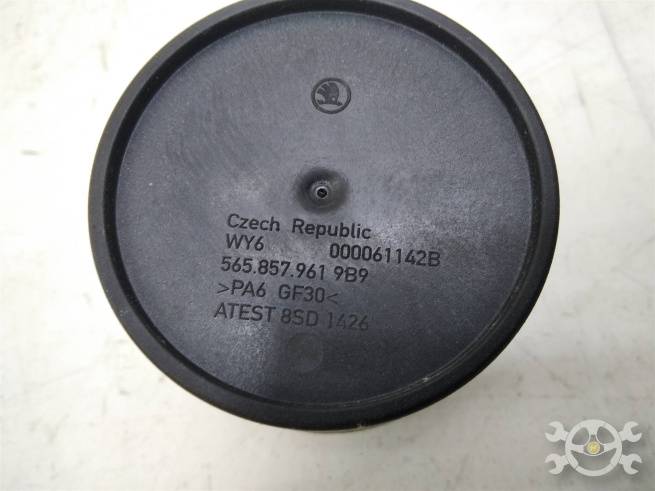 Czech Republic
WY6 000061142B
565.857.961 9B9
>PA6 GF30<
ATEST 8SD 1426